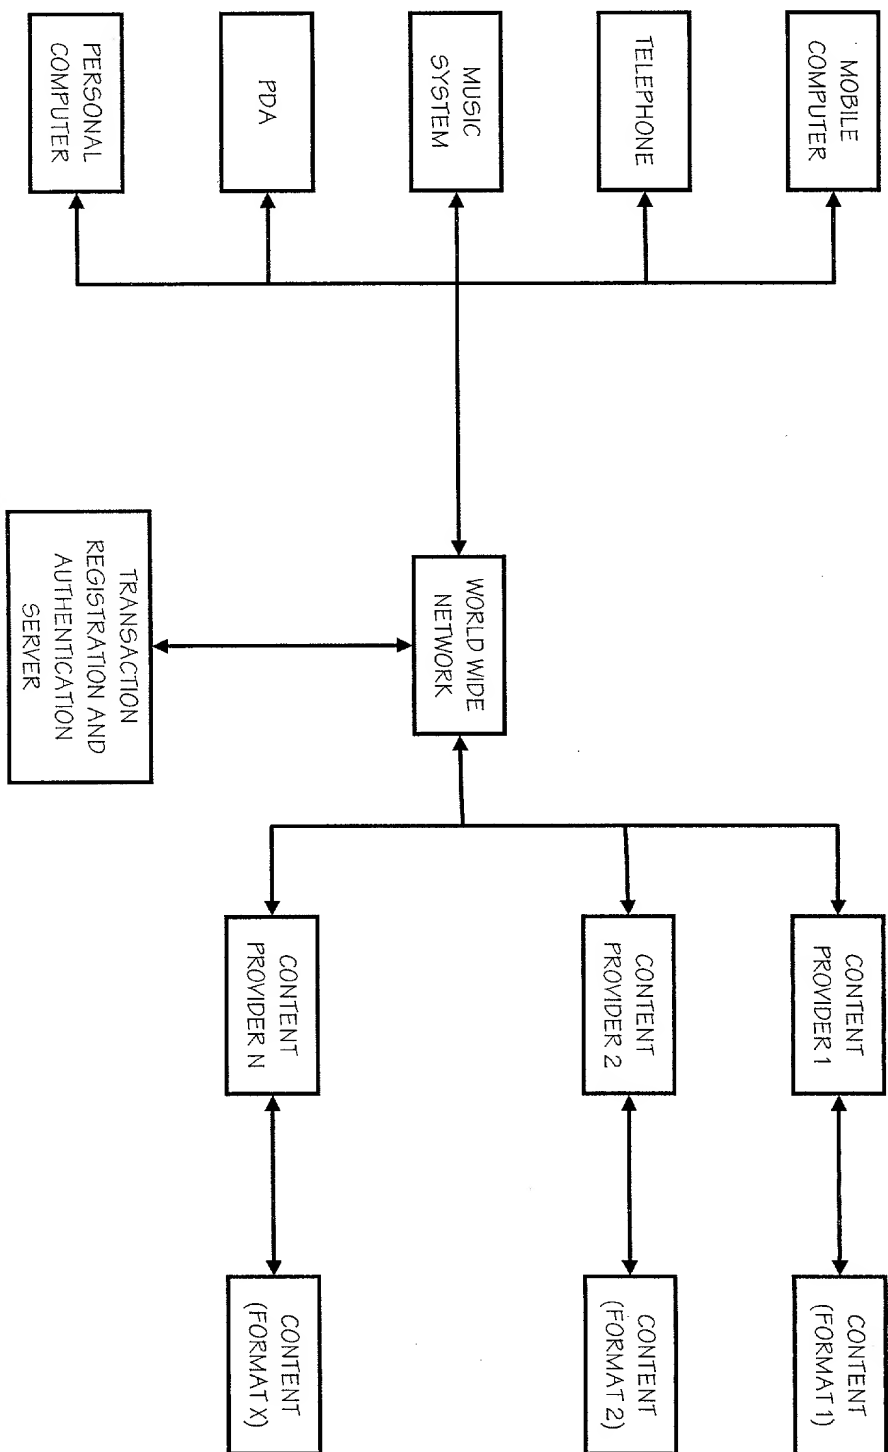 MOBILE
COMPUTER
TELEPHONE
MUSIC
SYSTEM
PDA
PERSONAL
COMPUTER
WORLD WIDE
NETWORK
TRANSACTION
REGISTRATION AND
AUTHENTICATION
SERVER
CONTENT
PROVIDER 1
CONTENT
PROVIDER 2
CONTENT
PROVIDER N
CONTENT
(FORMAT 1)
CONTENT
(FORMAT 2)
CONTENT
(FORMAT X)